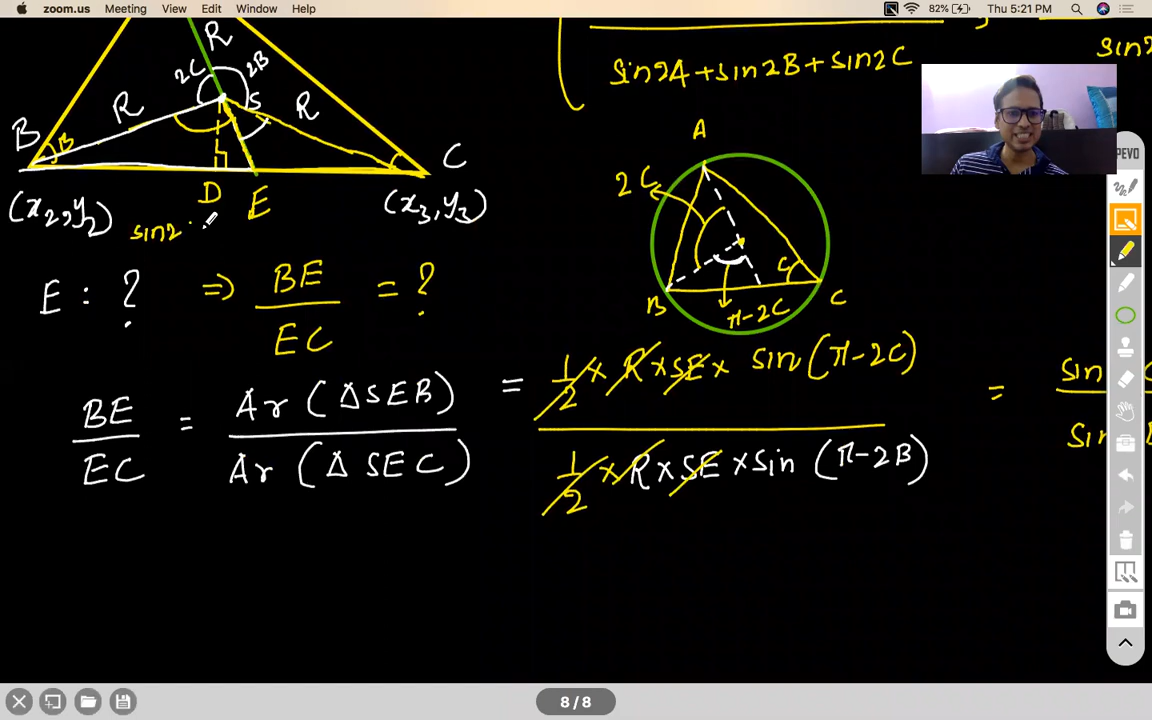 zoom.us Meeting View Edit Window Help 82% Thu 5:21 PM
R
2C 2B
S
R R
B B C
D E
(x2,y2) (x3,y3)
sin2
sin2A+sin2B+sin2C
sin2
A
2C
C
B C
π-2C
E : ? ⇒ BE/EC = ?
BE/EC = Ar(ΔSEB)/Ar(ΔSEC) = 1/2 × R × SE × sin(π-2C) / 1/2 × R × SE × sin(π-2B) =
8 / 8